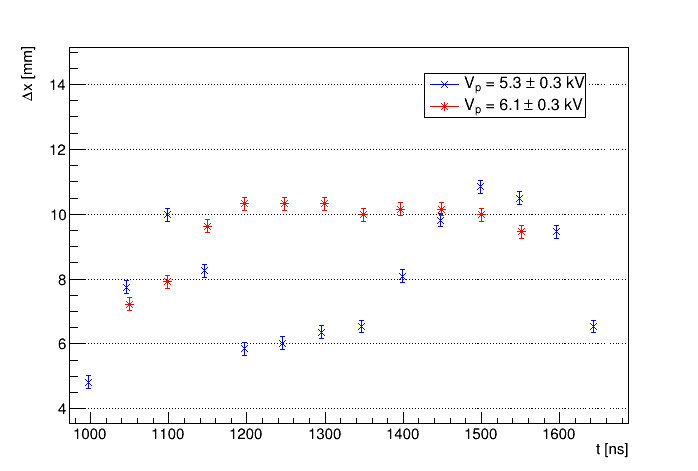 Δx [mm]
14
12
10
8
6
4
V_p = 5.3 ± 0.3 kV
V_p = 6.1 ± 0.3 kV
1000 1100 1200 1300 1400 1500 1600
t [ns]